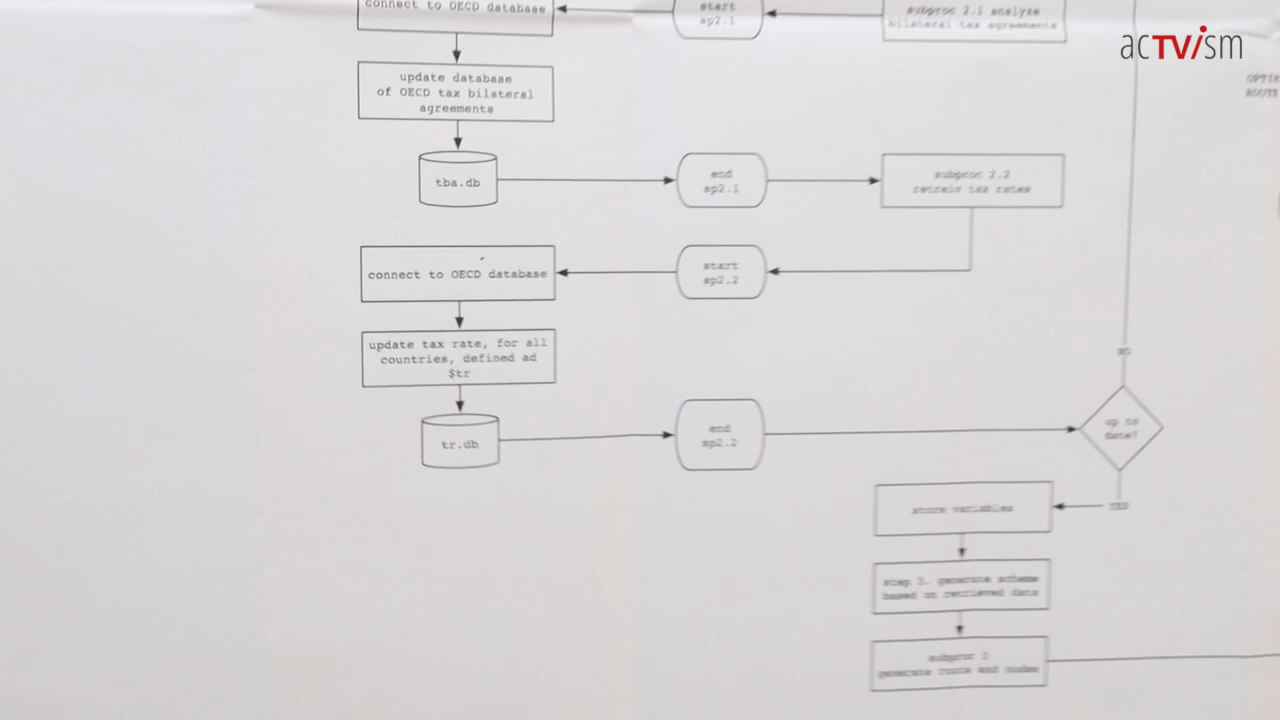 connect to OECD database
start
sp2.1
subproc 2.1 analyze
bilateral tax agreements
acTVism
update database
of OECD tax bilateral
agreements
tba.db
end
sp2.1
subproc 2.2
retreiv tax rates
connect to OECD database
start
sp2.2
update tax rate, for all
countries, defined ad
$tr
NO
tr.db
end
sp2.2
up to
date?
store variables
YES
step 3. generate scheme
based on retrieved data
subproc 3
generate route and nodes